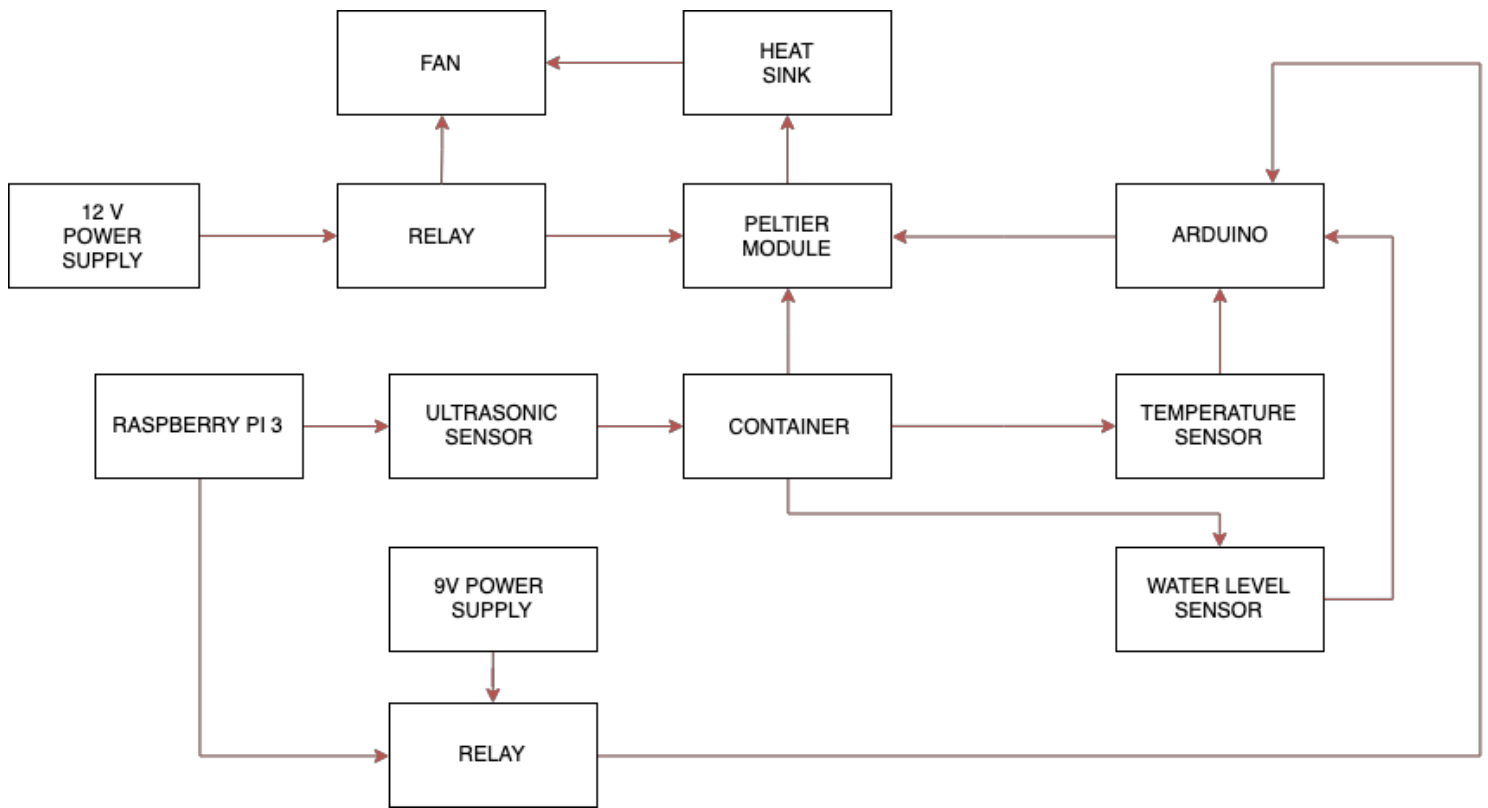 FAN
HEAT
SINK
12 V
POWER
SUPPLY
RELAY
PELTIER
MODULE
ARDUINO
RASPBERRY PI 3
ULTRASONIC
SENSOR
CONTAINER
TEMPERATURE
SENSOR
9V POWER
SUPPLY
WATER LEVEL
SENSOR
RELAY